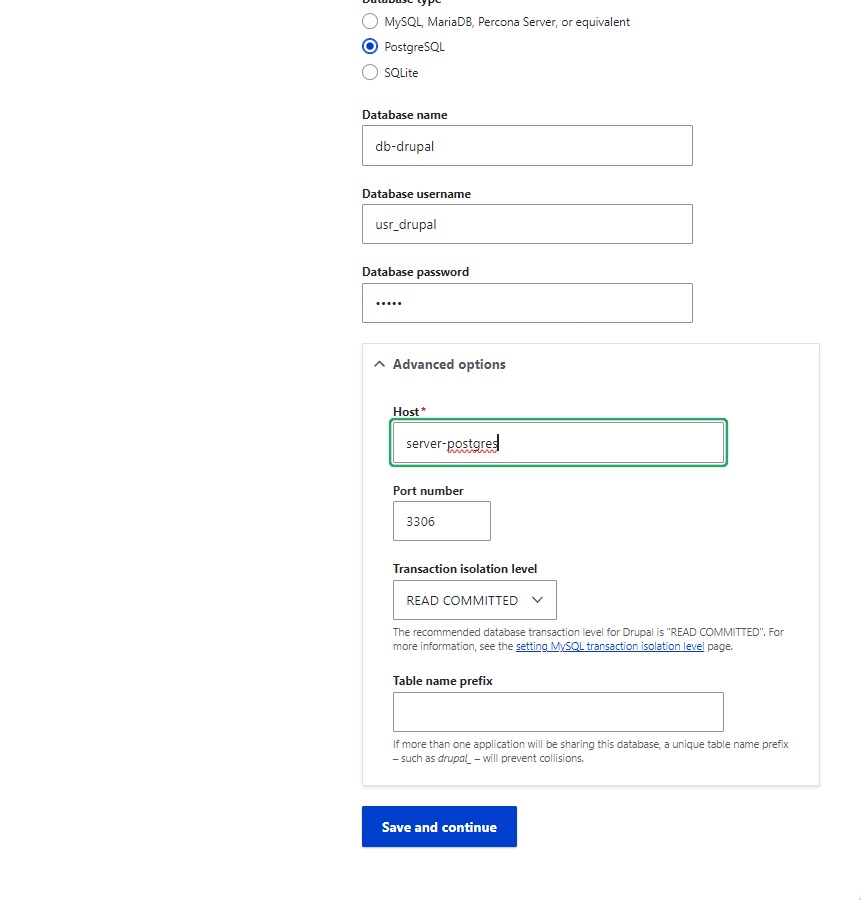 Database type
MySQL, MariaDB, Percona Server, or equivalent
PostgreSQL
SQLite
Database name
db-drupal
Database username
usr_drupal
Database password
•••••
Advanced options
Host*
server-postgres
Port number
3306
Transaction isolation level
READ COMMITTED
The recommended database transaction level for Drupal is "READ COMMITTED". For
more information, see the setting MySQL transaction isolation level page.
Table name prefix
If more than one application will be sharing this database, a unique table name prefix
– such as drupal_ – will prevent collisions.
Save and continue